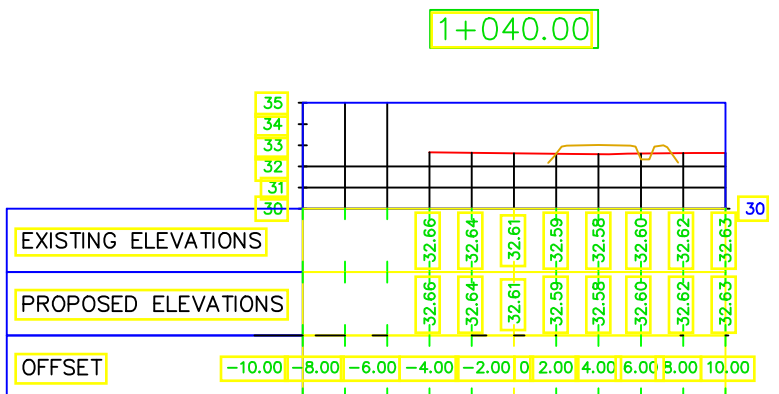 1+040.00
35
34
33
32
31
30 30
EXISTING ELEVATIONS -32.66 -32.64 32.61 -32.59 -32.58 -32.60 -32.62 -32.63
PROPOSED ELEVATIONS -32.66 -32.64 32.61 -32.59 -32.58 -32.60 -32.62 -32.63
OFFSET -10.00 -8.00 -6.00 -4.00 -2.00 0 2.00 4.00 6.00 8.00 10.00